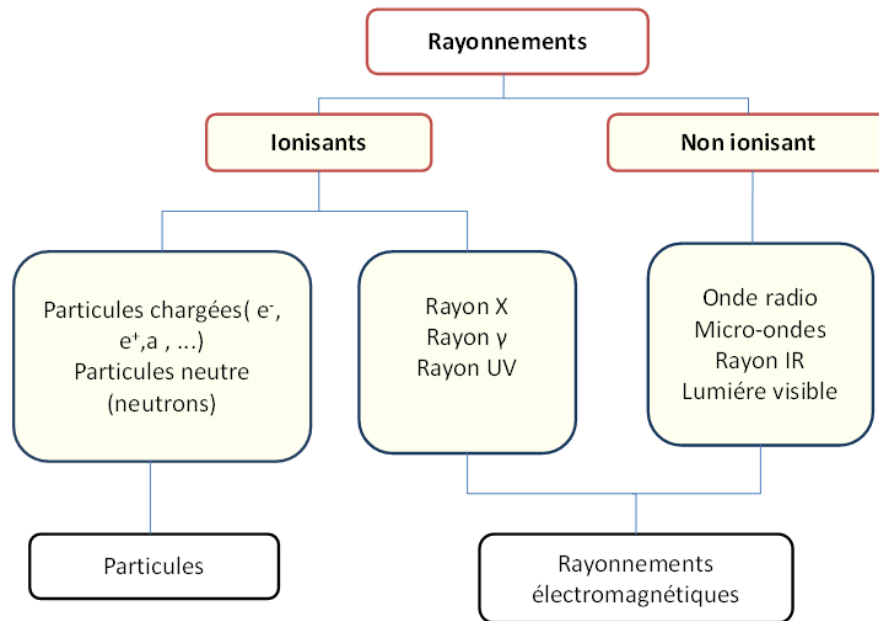 Rayonnements
Ionisants
Non ionisant
Particules chargées( e⁻,
e⁺,a , ...)
Particules neutre
(neutrons)
Rayon X
Rayon γ
Rayon UV
Onde radio
Micro-ondes
Rayon IR
Lumiére visible
Particules
Rayonnements
électromagnétiques